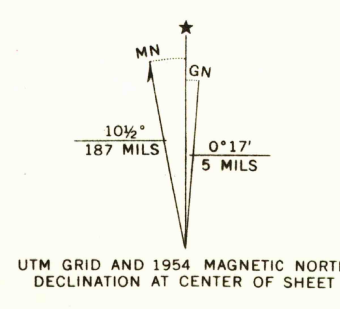 MN
GN
10½°
187 MILS
0°17'
5 MILS
UTM GRID AND 1954 MAGNETIC NORT
DECLINATION AT CENTER OF SHEET